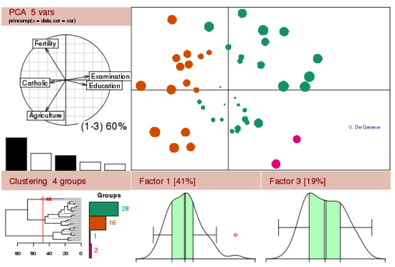 PCA 5 vars
princomp(x = data, cor = cor)
Fertility
Catholic
Examination
Education
Agriculture
(1-3) 60%
V. De Geneve
Clustering 4 groups
Factor 1 [41%]
Factor 3 [19%]
Groups
28
16
1
2
80 60 40 20 0